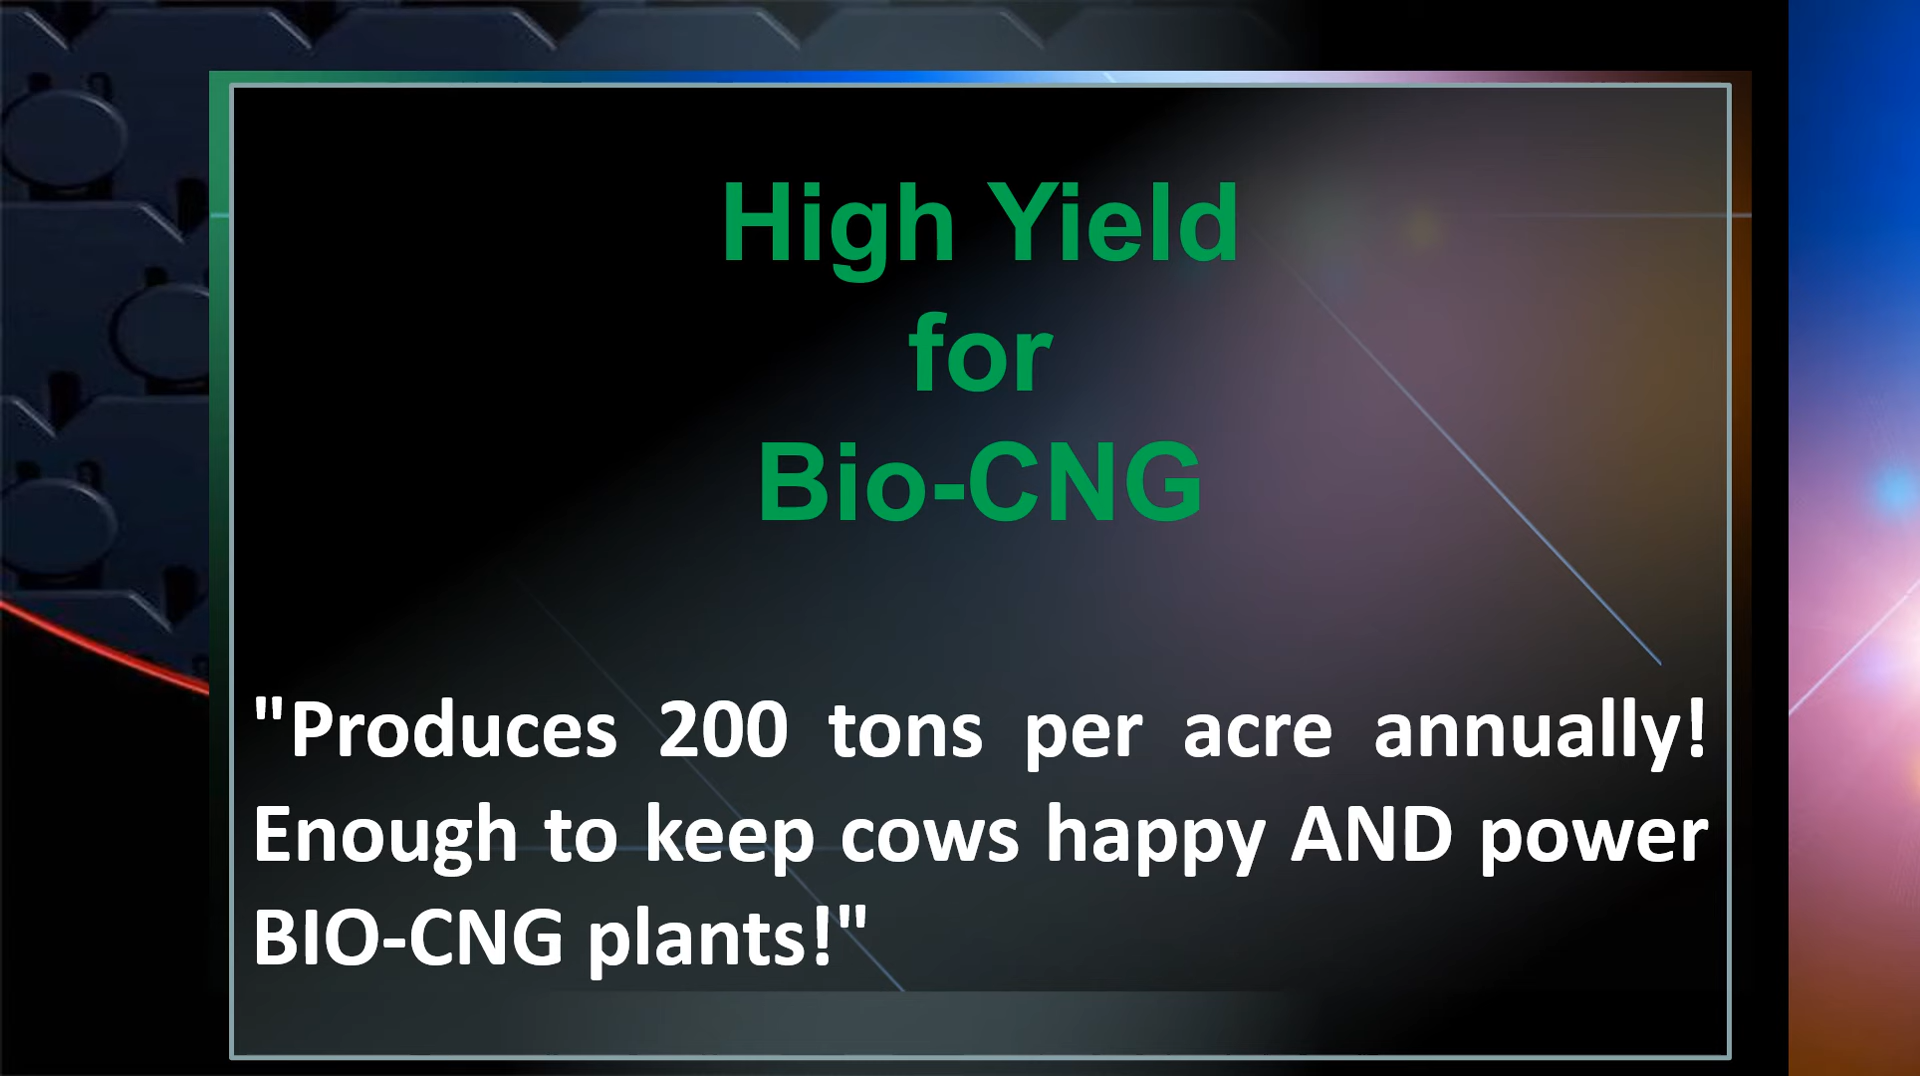 High Yield
for
Bio-CNG
"Produces 200 tons per acre annually!
Enough to keep cows happy AND power
BIO-CNG plants!"